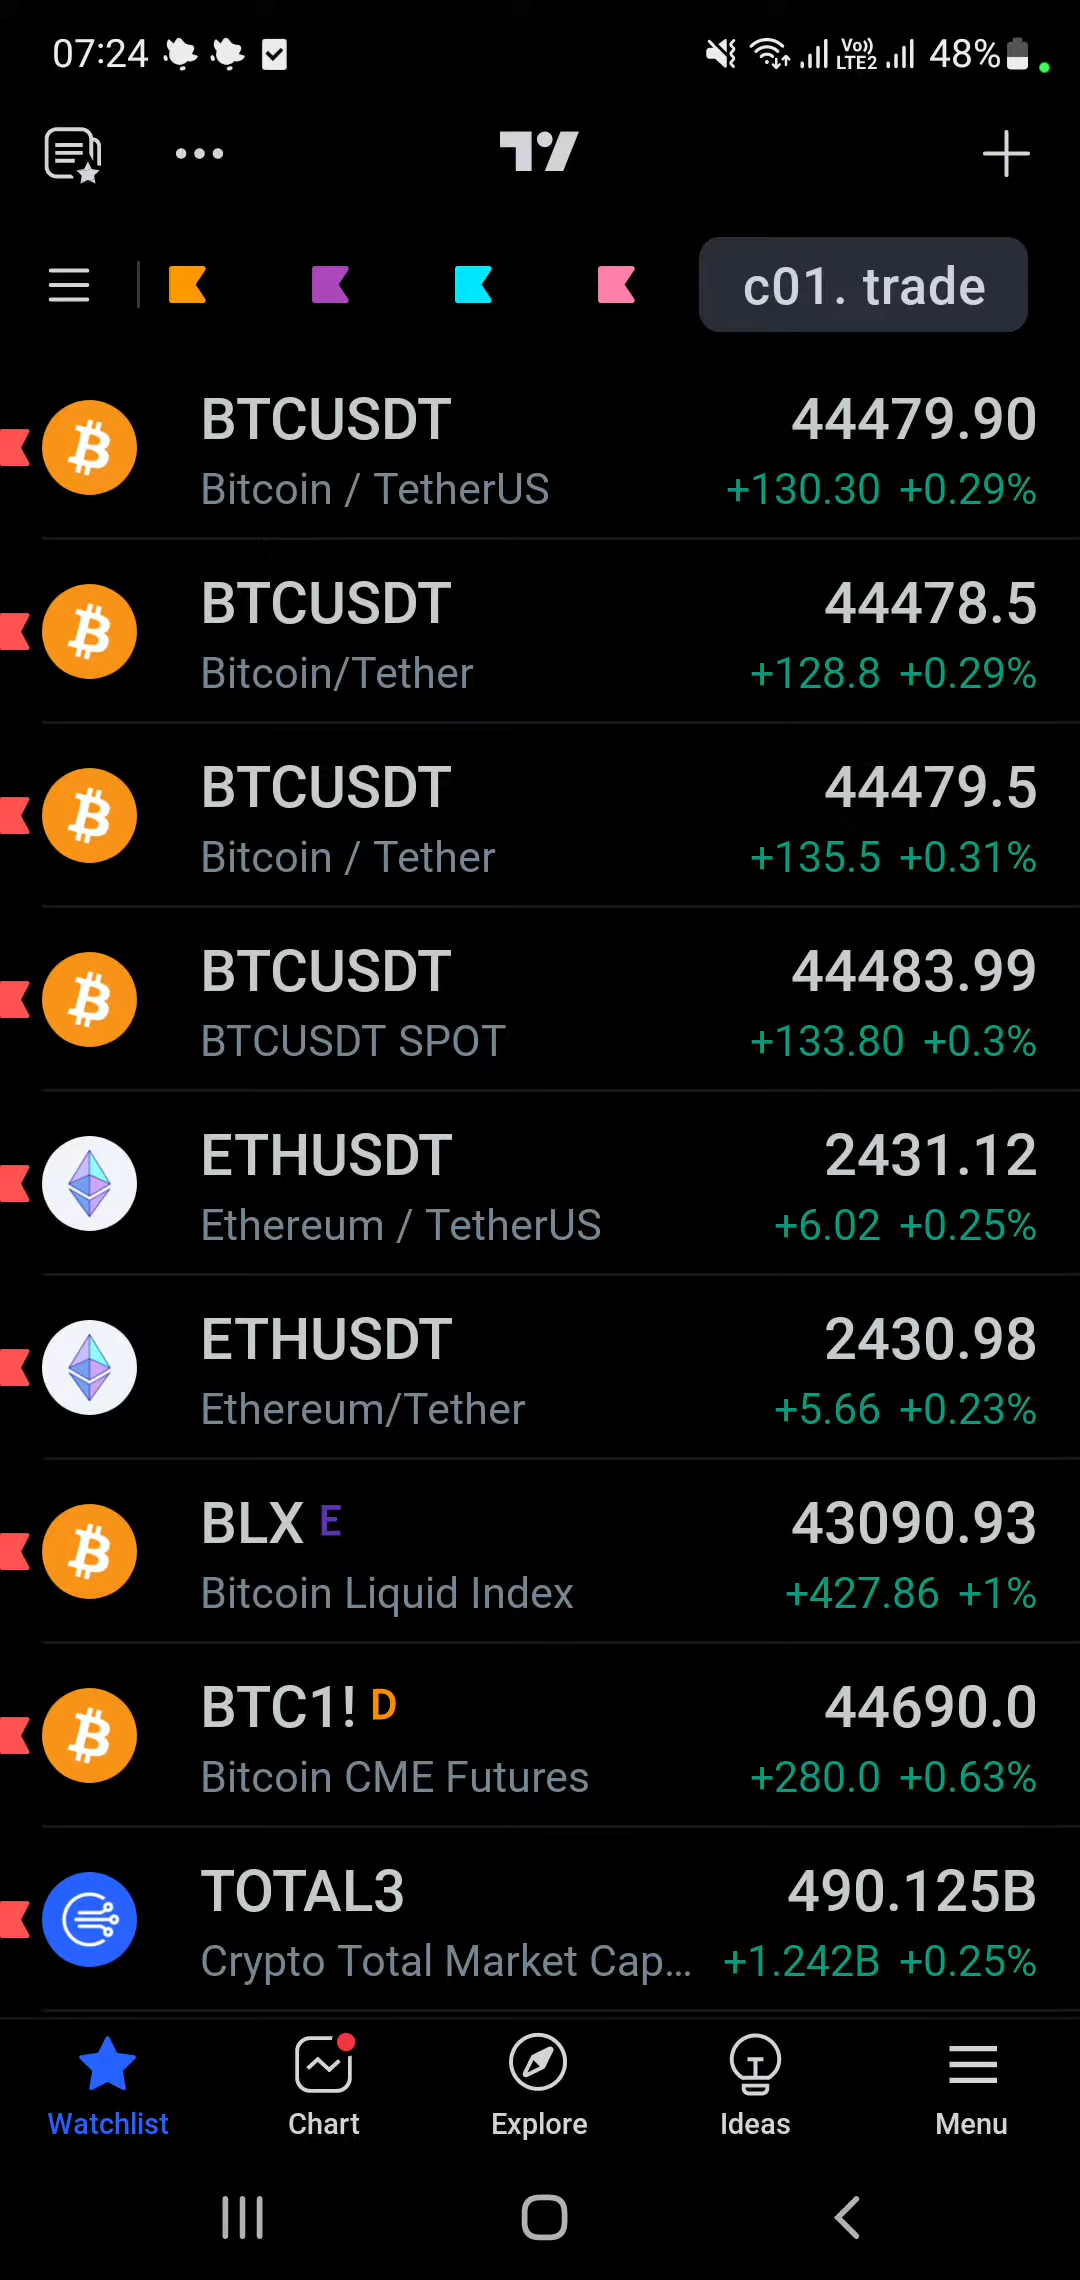 07:24 Vo)) LTE2 48%
c01. trade
BTCUSDT 44479.90
Bitcoin / TetherUS +130.30 +0.29%
BTCUSDT 44478.5
Bitcoin/Tether +128.8 +0.29%
BTCUSDT 44479.5
Bitcoin / Tether +135.5 +0.31%
BTCUSDT 44483.99
BTCUSDT SPOT +133.80 +0.3%
ETHUSDT 2431.12
Ethereum / TetherUS +6.02 +0.25%
ETHUSDT 2430.98
Ethereum/Tether +5.66 +0.23%
BLX E 43090.93
Bitcoin Liquid Index +427.86 +1%
BTC1! D 44690.0
Bitcoin CME Futures +280.0 +0.63%
TOTAL3 490.125B
Crypto Total Market Cap... +1.242B +0.25%
Watchlist Chart Explore Ideas Menu